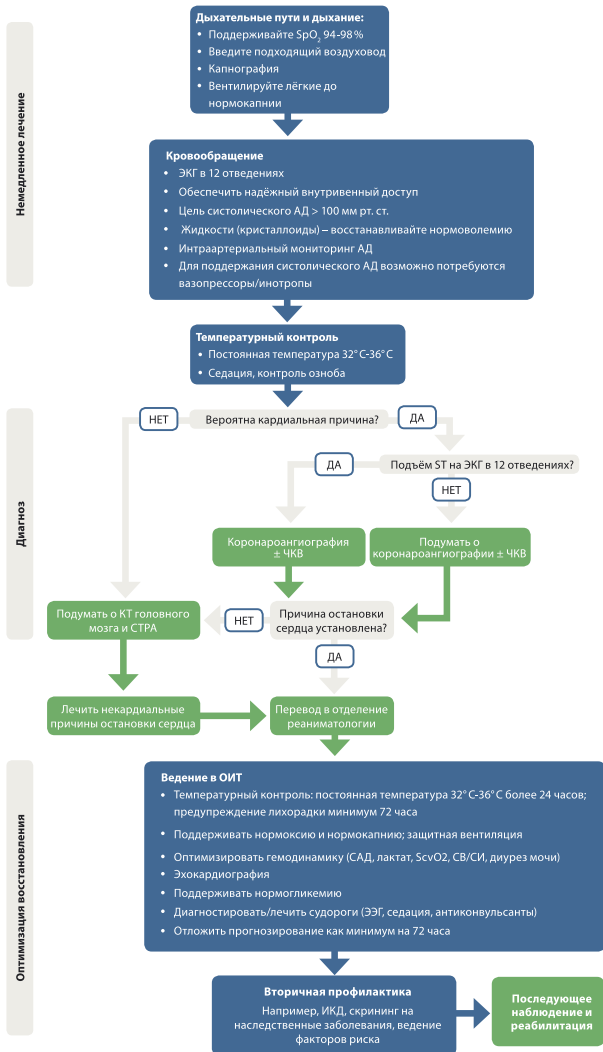 Немедленное лечение
Дыхательные пути и дыхание:
• Поддерживайте SpO₂ 94-98 %
• Введите подходящий воздуховод
• Капнография
• Вентилируйте лёгкие до
нормокапнии
Кровообращение
• ЭКГ в 12 отведениях
• Обеспечить надёжный внутривенный доступ
• Цель систолического АД > 100 мм рт. ст.
• Жидкости (кристаллоиды) – восстанавливайте нормоволемию
• Интраартериальный мониторинг АД
• Для поддержания систолического АД возможно потребуются
вазопрессоры/инотропы
Температурный контроль
• Постоянная температура 32° C-36° C
• Седация, контроль озноба
Диагноз
НЕТ
Вероятна кардиальная причина?
ДА
ДА
Подъём ST на ЭКГ в 12 отведениях?
НЕТ
Коронароангиография
± ЧКВ
Подумать о
коронароангиографии ± ЧКВ
Подумать о КТ головного
мозга и СТРА
НЕТ
Причина остановки
сердца установлена?
ДА
Лечить некардиальные
причины остановки сердца
Перевод в отделение
реаниматологии
Оптимизация восстановления
Ведение в ОИТ
• Температурный контроль: постоянная температура 32° C-36° C более 24 часов;
предупреждение лихорадки минимум 72 часа
• Поддерживать нормоксию и нормокапнию; защитная вентиляция
• Оптимизировать гемодинамику (САД, лактат, ScvO2, СВ/СИ, диурез мочи)
• Эхокардиография
• Поддерживать нормогликемию
• Диагностировать/лечить судороги (ЭЭГ, седация, антиконвульсанты)
• Отложить прогнозирование как минимум на 72 часа
Вторичная профилактика
Например, ИКД, скрининг на
наследственные заболевания, ведение
факторов риска
Последующее
наблюдение и
реабилитация